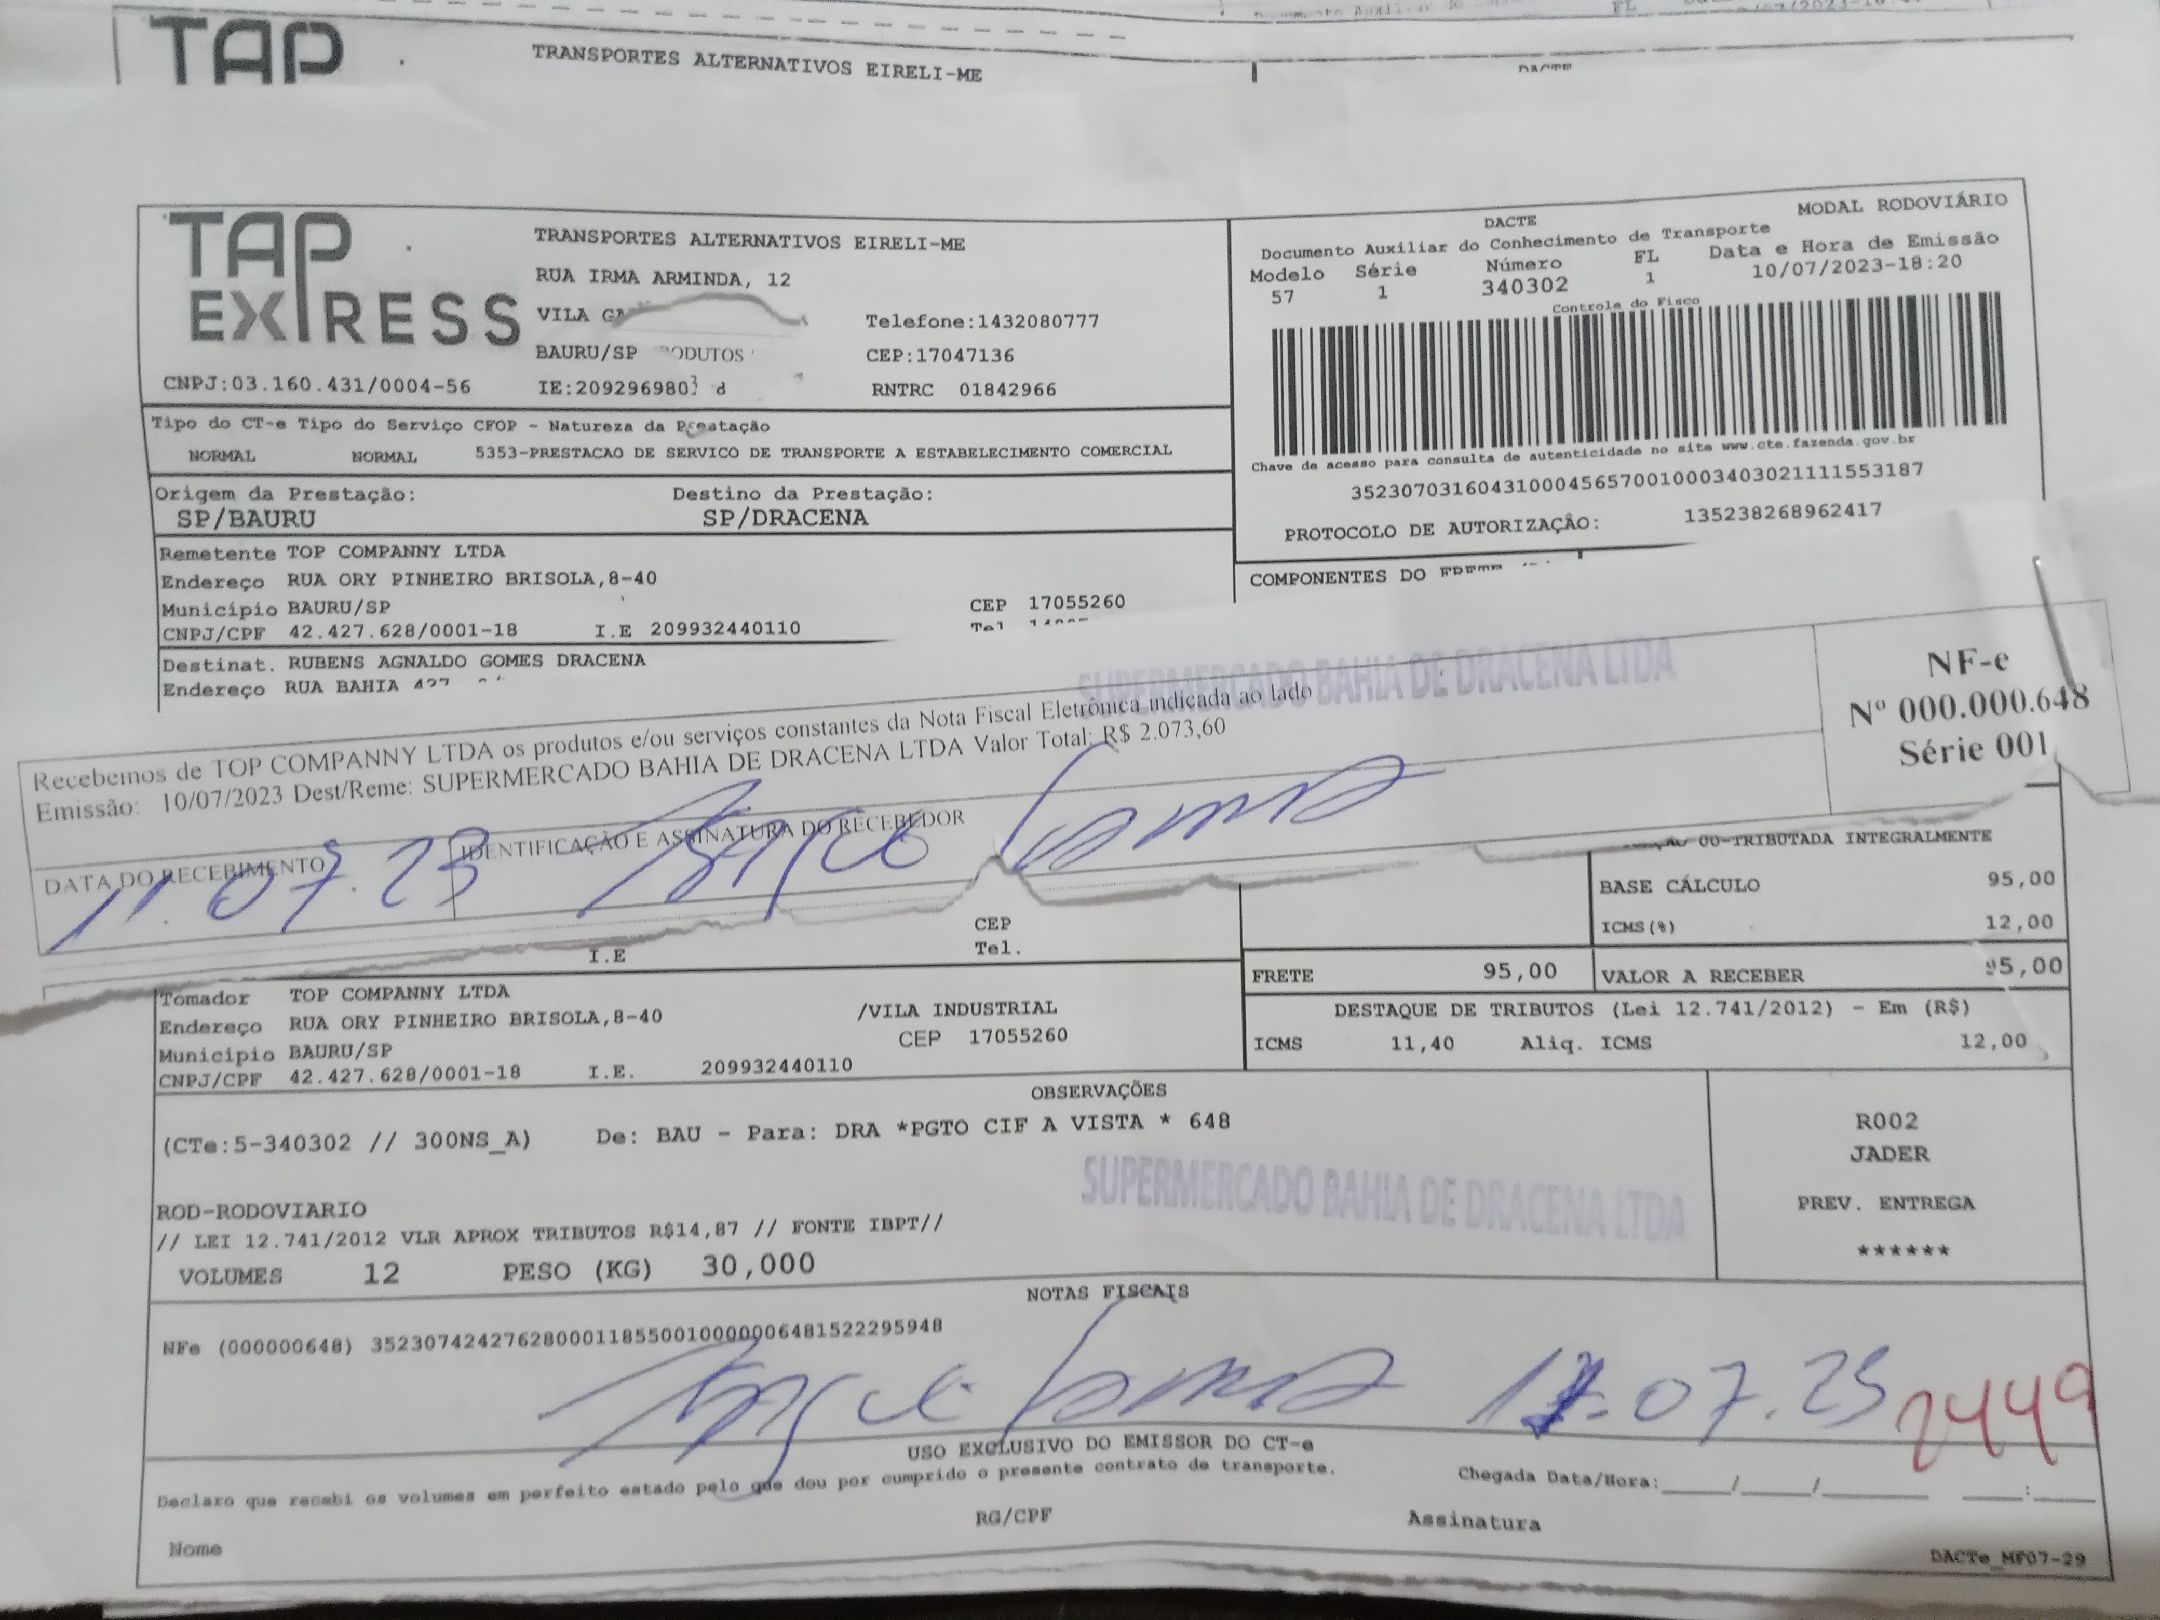 TAP
TRANSPORTES ALTERNATIVOS EIRELI-ME
DACTE
TAP
EXPRESS
TRANSPORTES ALTERNATIVOS EIRELI-ME
RUA IRMA ARMINDA, 12
VILA
Telefone:1432080777
BAURU/SP
ODUTOS
CEP:17047136
CNPJ:03.160.431/0004-56
IE:209296980
RNTRC 01842966
MODAL RODOVIÁRIO
DACTE
Documento Auxiliar do Conhecimento de Transporte
Modelo Série Número FL Data e Hora de Emissão
57 1 340302 1 10/07/2023-18:20
Controle do Fisco
Chave de acesso para consulta de autenticidade no site www.cte.fazenda.gov.br
35230703160431000456570010003403021111553187
PROTOCOLO DE AUTORIZAÇÃO: 135238268962417
COMPONENTES DO FRETE
Tipo do CT-e Tipo do Serviço CFOP - Natureza da Prestação
NORMAL NORMAL 5353-PRESTACAO DE SERVICO DE TRANSPORTE A ESTABELECIMENTO COMERCIAL
Origem da Prestação: Destino da Prestação:
SP/BAURU SP/DRACENA
Remetente TOP COMPANNY LTDA
Endereço RUA ORY PINHEIRO BRISOLA,8-40
Município BAURU/SP CEP 17055260
CNPJ/CPF 42.427.628/0001-18 I.E 209932440110 Tel
Destinat. RUBENS AGNALDO GOMES DRACENA
Endereço RUA BAHIA
SUPERMERCADO BAHIA DE DRACENA LTDA
Recebemos de TOP COMPANNY LTDA os produtos e/ou serviços constantes da Nota Fiscal Eletrônica indicada ao lado
Emissão: 10/07/2023 Dest/Reme: SUPERMERCADO BAHIA DE DRACENA LTDA Valor Total: R$ 2.073,60
DATA DO RECEBIMENTO
11.07.23
IDENTIFICAÇÃO E ASSINATURA DO RECEBEDOR
NF-e
Nº 000.000.648
Série 001
00-TRIBUTADA INTEGRALMENTE
BASE CÁLCULO 95,00
ICMS(%) 12,00
CEP
I.E Tel.
FRETE 95,00 VALOR A RECEBER 95,00
DESTAQUE DE TRIBUTOS (Lei 12.741/2012) - Em (R$)
ICMS 11,40 Aliq. ICMS 12,00
Tomador TOP COMPANNY LTDA
Endereço RUA ORY PINHEIRO BRISOLA,8-40 /VILA INDUSTRIAL
Município BAURU/SP CEP 17055260
CNPJ/CPF 42.427.628/0001-18 I.E. 209932440110
OBSERVAÇÕES
(CTe:5-340302 // 300NS_A) De: BAU - Para: DRA *PGTO CIF A VISTA * 648
SUPERMERCADO BAHIA DE DRACENA LTDA
ROD-RODOVIARIO
// LEI 12.741/2012 VLR APROX TRIBUTOS R$14,87 // FONTE IBPT//
VOLUMES 12 PESO (KG) 30,000
R002
JADER
PREV. ENTREGA
******
NOTAS FISCAIS
NFe (000000648) 35230742427628000118550010000006481522295948
07.23
2449
USO EXCLUSIVO DO EMISSOR DO CT-e
Declaro que recebi os volumes em perfeito estado pelo que dou por cumprido o presente contrato de transporte.
Chegada Data/Hora:____/____/______ ___:___
Nome
RG/CPF
Assinatura
DACTe_MF07-29